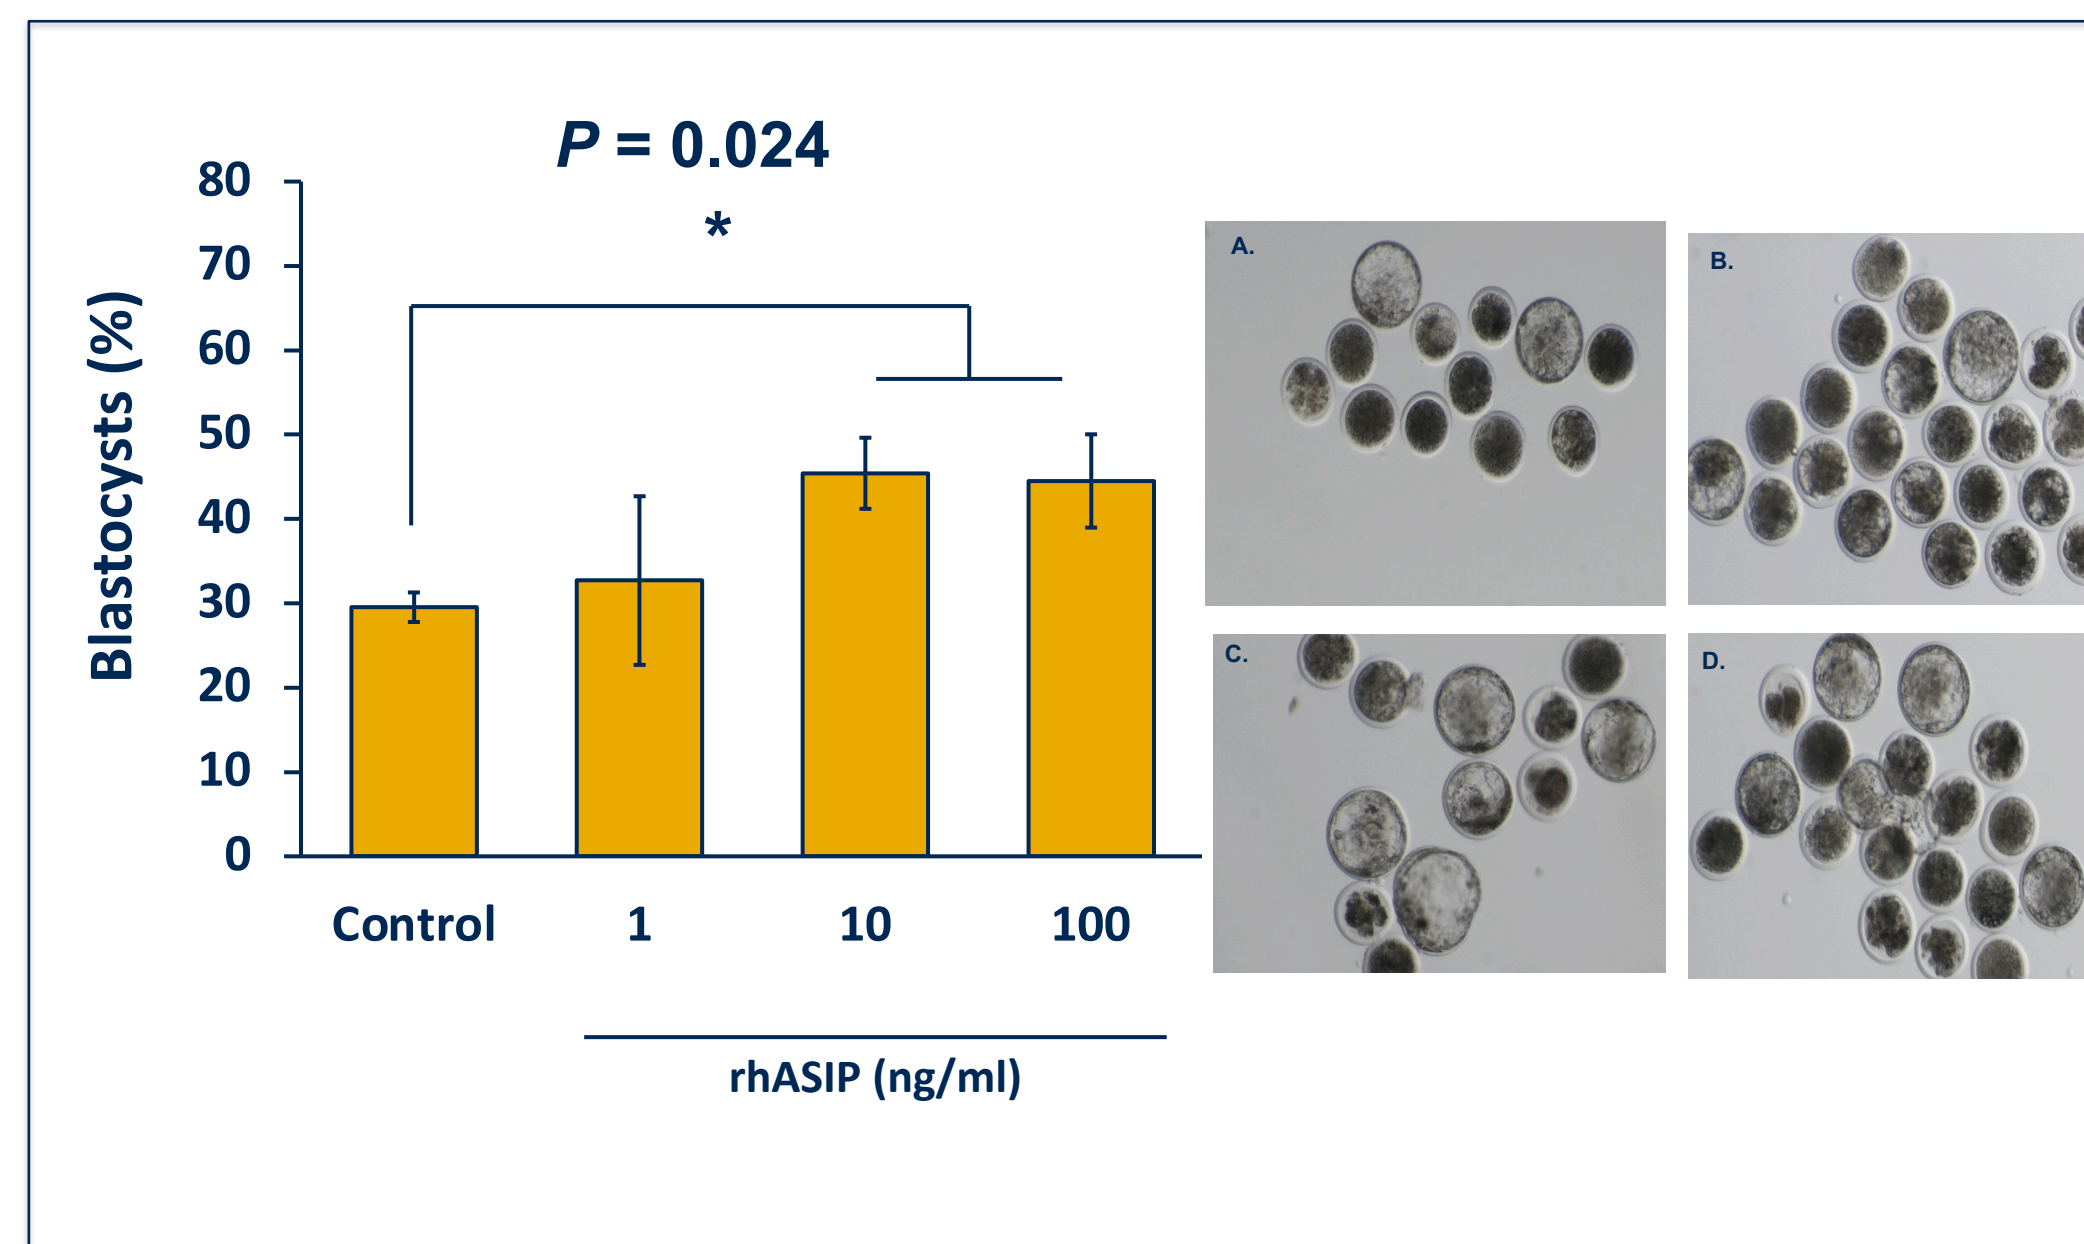 P = 0.024
*
80
70
60
50
40
30
20
10
0
Blastocysts (%)
Control 1 10 100
rhASIP (ng/ml)
A.
B.
C.
D.